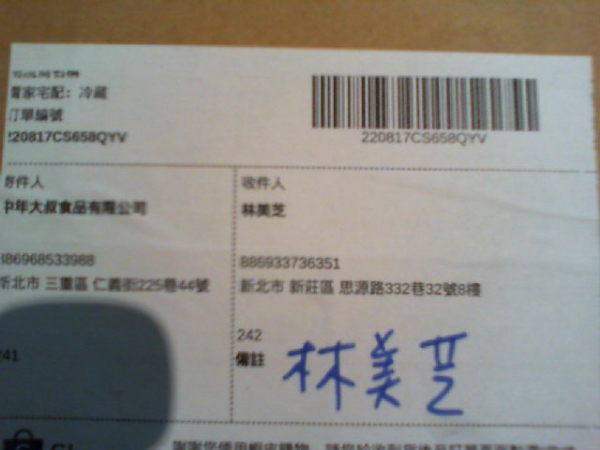 賣家宅配：冷藏
訂單編號
220817CS658QYV
220817CS658QYV
寄件人
中年大叔食品有限公司
886968533988
新北市 三重區 仁義街225巷44號
241
收件人
林美芝
886933736351
新北市 新莊區 思源路332巷32號8樓
242
備註
林美芝